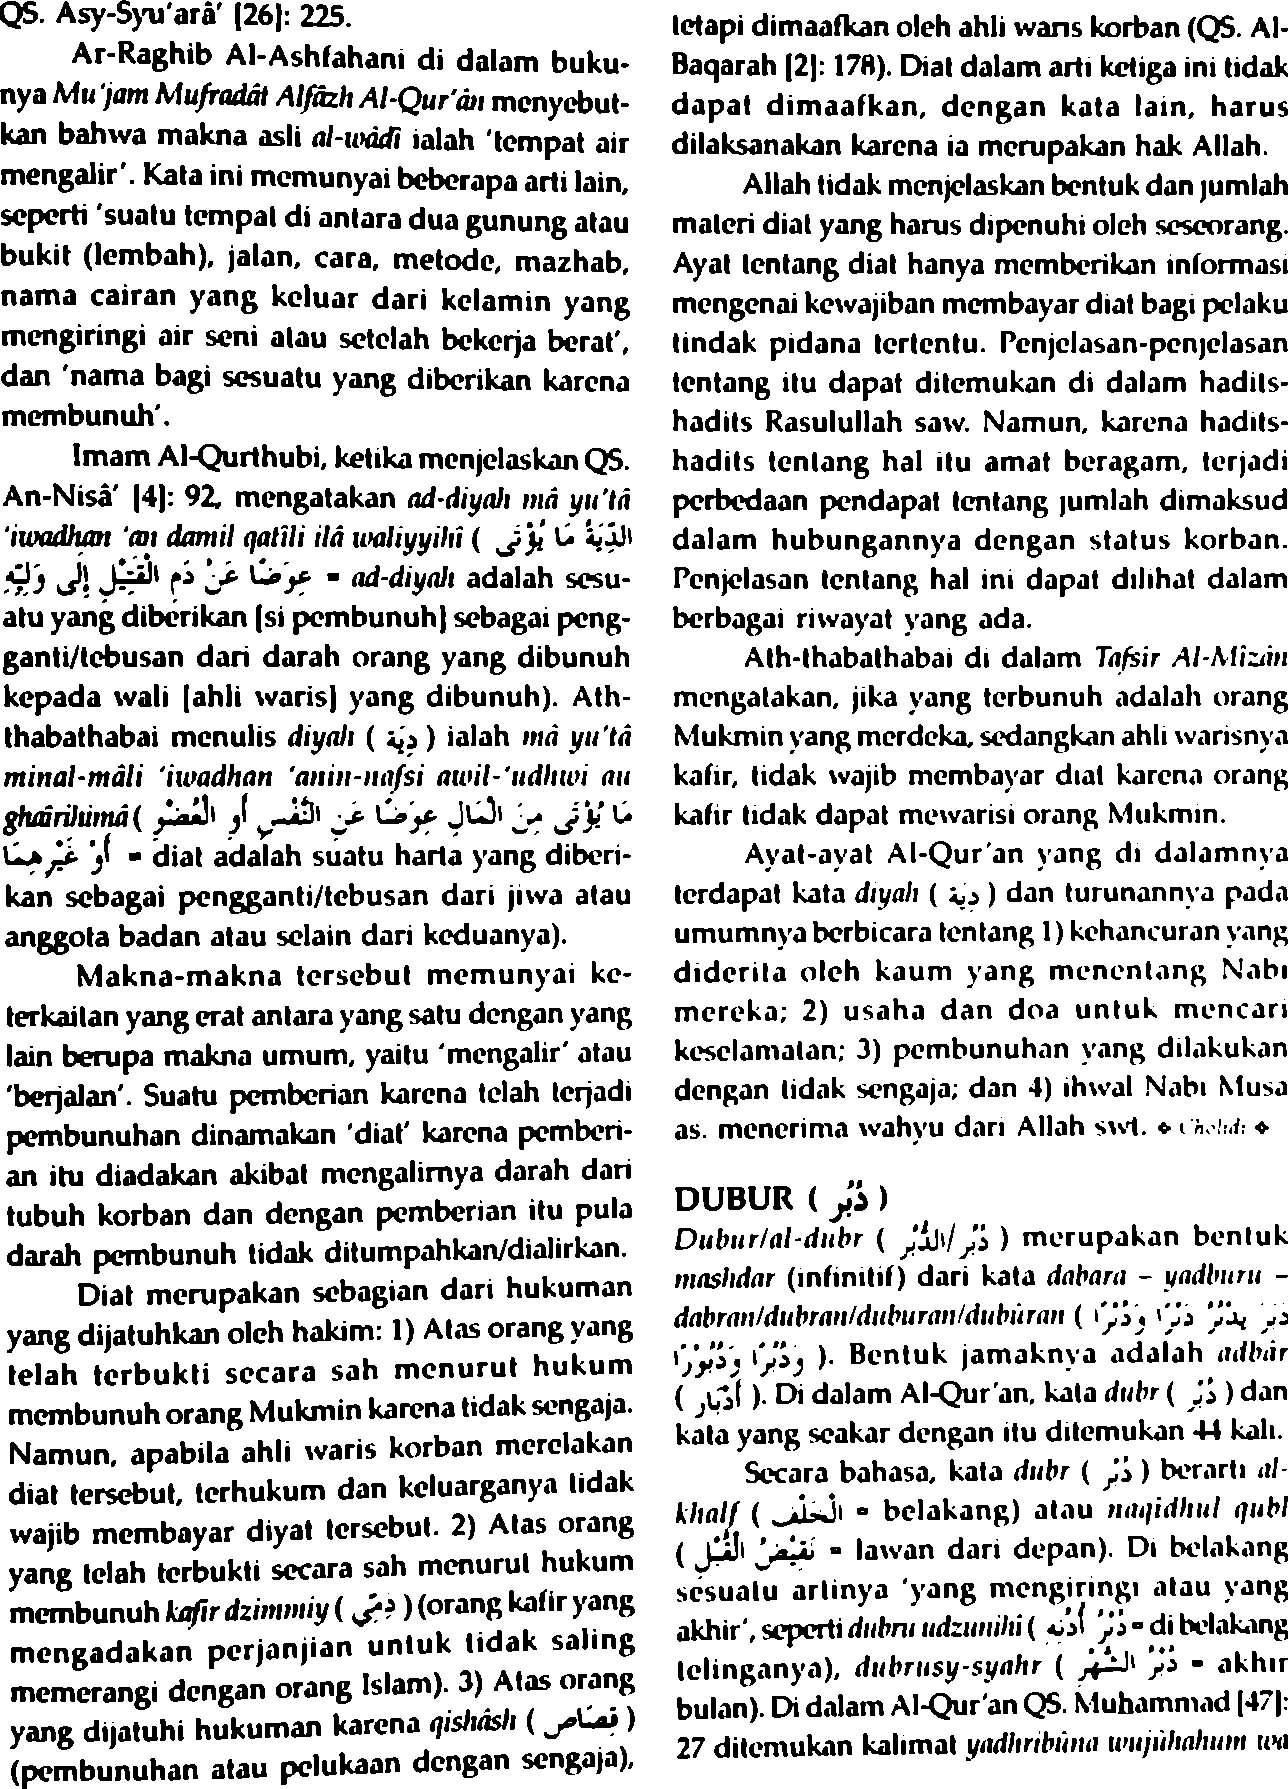 QS. Asy-Syu'arâ' [26]: 225.
Ar-Raghib Al-Ashfahani di dalam buku-
nya Mu'jam Mufradât Alfâzh Al-Qur'ân menyebut-
kan bahwa makna asli al-wâdî ialah 'tempat air
mengalir'. Kata ini memunyai beberapa arti lain,
seperti 'suatu tempat di antara dua gunung atau
bukit (lembah), jalan, cara, metode, mazhab,
nama cairan yang keluar dari kelamin yang
mengiringi air seni atau setelah bekerja berat',
dan 'nama bagi sesuatu yang diberikan karena
membunuh'.
Imam Al-Qurthubi, ketika menjelaskan QS.
An-Nisâ' [4]: 92, mengatakan ad-diyah mâ yu'tâ
'iwadhan 'an damil qatîli ilâ waliyyihî ( الدِّيَةُ مَا يُؤْتَى
عِوَضًا عَنْ دَمِ الْقَتِيْلِ إِلَى وَلِيِّهِ = ad-diyah adalah sesu-
atu yang diberikan [si pembunuh] sebagai peng-
ganti/tebusan dari darah orang yang dibunuh
kepada wali [ahli waris] yang dibunuh). Ath-
thabathabai menulis diyah ( دِيَة ) ialah mâ yu'tâ
minal-mâli 'iwadhan 'anin-nafsi awil-'udhwi au
ghairihimâ ( مَا يُؤْتَى مِنَ الْمَالِ عِوَضًا عَنِ النَّفْسِ أَوِ الْعُضْوِ
أَوْ غَيْرِهِمَا = diat adalah suatu harta yang diberi-
kan sebagai pengganti/tebusan dari jiwa atau
anggota badan atau selain dari keduanya).
Makna-makna tersebut memunyai ke-
terkaitan yang erat antara yang satu dengan yang
lain berupa makna umum, yaitu 'mengalir' atau
'berjalan'. Suatu pemberian karena telah terjadi
pembunuhan dinamakan 'diat' karena pemberi-
an itu diadakan akibat mengalirnya darah dari
tubuh korban dan dengan pemberian itu pula
darah pembunuh tidak ditumpahkan/dialirkan.
Diat merupakan sebagian dari hukuman
yang dijatuhkan oleh hakim: 1) Atas orang yang
telah terbukti secara sah menurut hukum
membunuh orang Mukmin karena tidak sengaja.
Namun, apabila ahli waris korban merelakan
diat tersebut, terhukum dan keluarganya tidak
wajib membayar diyat tersebut. 2) Atas orang
yang telah terbukti secara sah menurut hukum
membunuh kafir dzimmiy ( ذِمِّيّ ) (orang kafir yang
mengadakan perjanjian untuk tidak saling
memerangi dengan orang Islam). 3) Atas orang
yang dijatuhi hukuman karena qishâsh ( قِصَاص )
(pembunuhan atau pelukaan dengan sengaja),
tetapi dimaafkan oleh ahli waris korban (QS. Al-
Baqarah [2]: 178). Diat dalam arti ketiga ini tidak
dapat dimaafkan, dengan kata lain, harus
dilaksanakan karena ia merupakan hak Allah.
Allah tidak menjelaskan bentuk dan jumlah
materi diat yang harus dipenuhi oleh seseorang.
Ayat tentang diat hanya memberikan informasi
mengenai kewajiban membayar diat bagi pelaku
tindak pidana tertentu. Penjelasan-penjelasan
tentang itu dapat ditemukan di dalam hadits-
hadits Rasulullah saw. Namun, karena hadits-
hadits tentang hal itu amat beragam, terjadi
perbedaan pendapat tentang jumlah dimaksud
dalam hubungannya dengan status korban.
Penjelasan tentang hal ini dapat dilihat dalam
berbagai riwayat yang ada.
Ath-thabathabai di dalam Tafsir Al-Mîzân
mengatakan, jika yang terbunuh adalah orang
Mukmin yang merdeka, sedangkan ahli warisnya
kafir, tidak wajib membayar diat karena orang
kafir tidak dapat mewarisi orang Mukmin.
Ayat-ayat Al-Qur'an yang di dalamnya
terdapat kata diyah ( دِيَة ) dan turunannya pada
umumnya berbicara tentang 1) kehancuran yang
diderita oleh kaum yang menentang Nabi
mereka; 2) usaha dan doa untuk mencari
keselamatan; 3) pembunuhan yang dilakukan
dengan tidak sengaja; dan 4) ihwal Nabi Musa
as. menerima wahyu dari Allah swt. ❖ Cholidi ❖
DUBUR ( دُبُر )
Dubur/al-dubr ( دُبُر/الدُّبُر ) merupakan bentuk
mashdar (infinitif) dari kata dabara – yadburu –
dabran/dubran/duburan/dubûran ( دَبَرَ يَدْبُرُ دَبْرًا وَدُبْرًا
وَدُبُرًا وَدُبُوْرًا ). Bentuk jamaknya adalah adbâr
( أَدْبَار ). Di dalam Al-Qur'an, kata dubr ( دُبُر ) dan
kata yang seakar dengan itu ditemukan 44 kali.
Secara bahasa, kata dubr ( دُبُر ) berarti al-
khalf ( الْخَلْف = belakang) atau naqidhul qubl
( نَقِيْضُ الْقُبُل = lawan dari depan). Di belakang
sesuatu artinya 'yang mengiringi atau yang
akhir', seperti dubru udzunihi ( دُبُرُ أُذُنِهِ = di belakang
telinganya), dubrusy-syahr ( دُبُرُ الشَّهْرِ = akhir
bulan). Di dalam Al-Qur'an QS. Muhammad [47]:
27 ditemukan kalimat yadhribûna wujûhahum wa